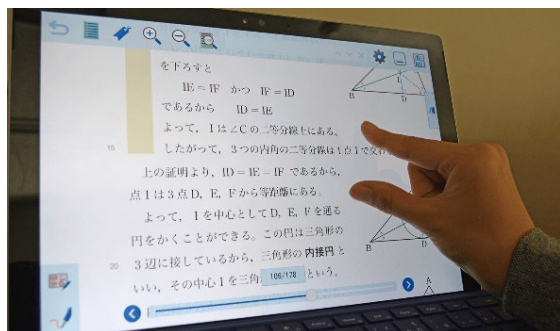 を下ろすと
IE=IF かつ IF=ID
であるから ID=IE
よって，Iは∠Cの二等分線上にある。
15
したがって，3つの内角の二等分線は1点Iで交わ
上の証明より，ID=IE=IF であるから，
点Iは3点D，E，Fから等距離にある。
よって，Iを中心としてD，E，Fを通る
円をかくことができる。この円は三角形の
20
3辺に接しているから，三角形の内接円と
いい，その中心Iを三角
という。
106/178
B
D
I
B
D
A